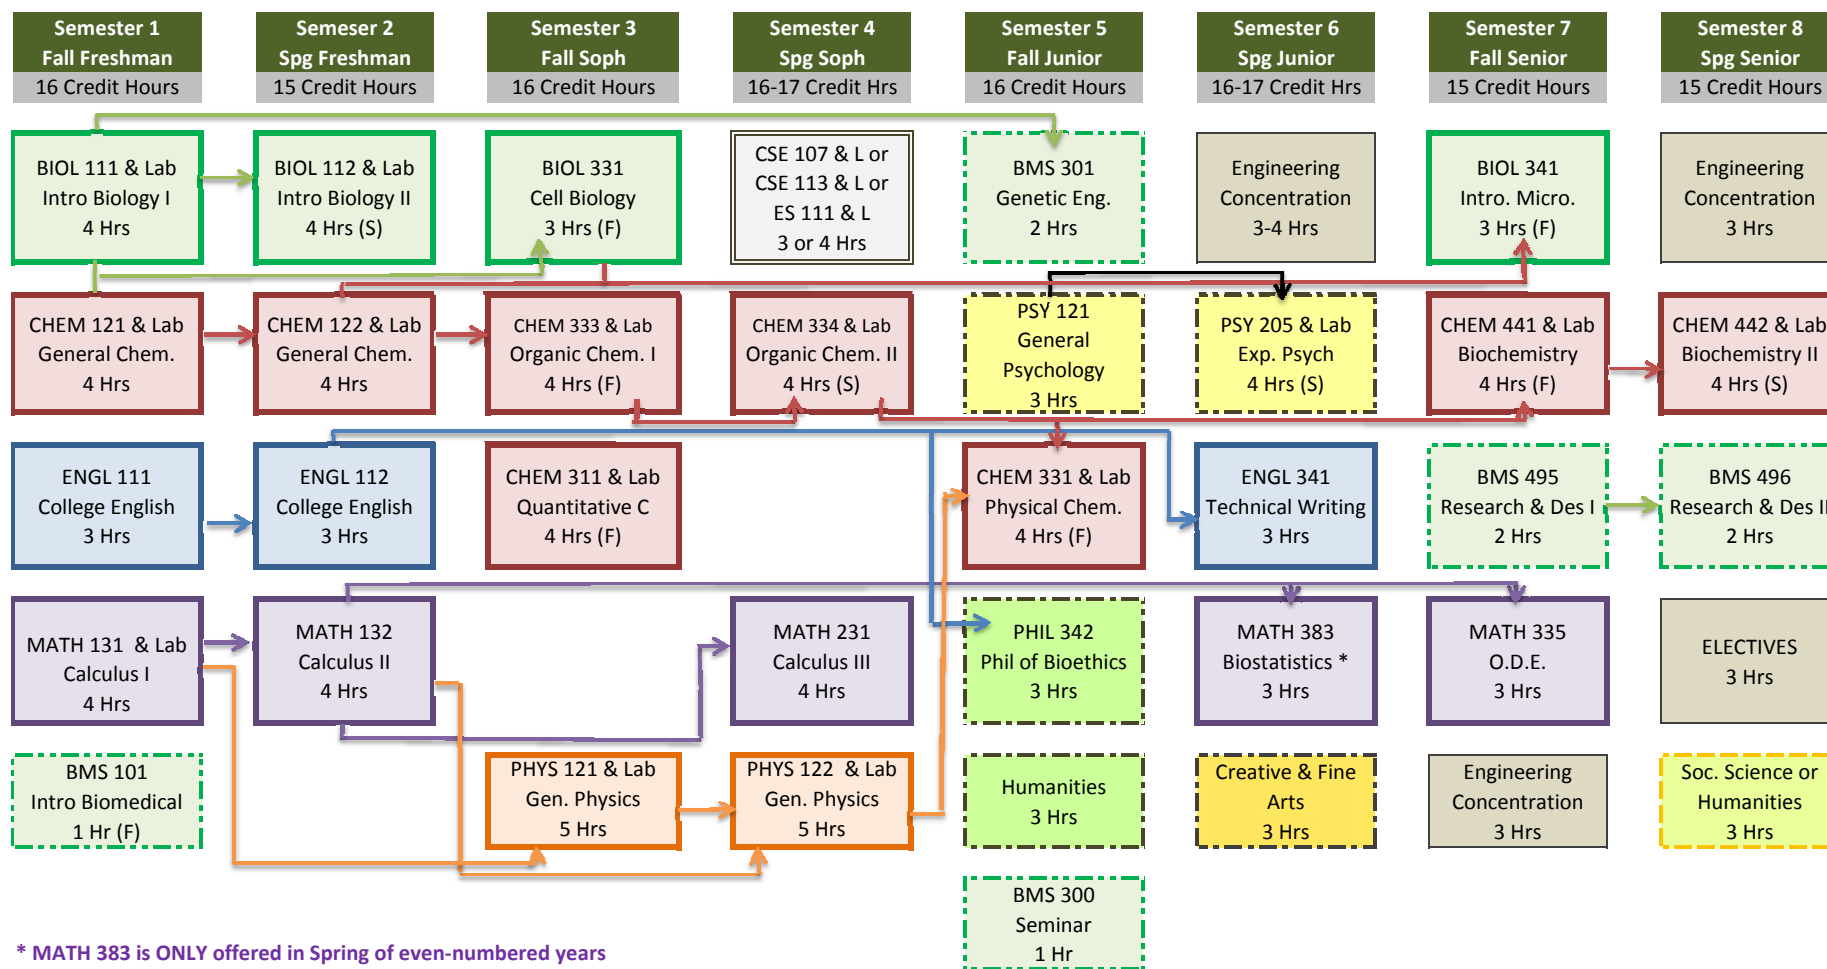 Semester 1
Fall Freshman
16 Credit Hours
Semeser 2
Spg Freshman
15 Credit Hours
Semester 3
Fall Soph
16 Credit Hours
Semester 4
Spg Soph
16-17 Credit Hrs
Semester 5
Fall Junior
16 Credit Hours
Semester 6
Spg Junior
16-17 Credit Hrs
Semester 7
Fall Senior
15 Credit Hours
Semester 8
Spg Senior
15 Credit Hours
BIOL 111 & Lab
Intro Biology I
4 Hrs
BIOL 112 & Lab
Intro Biology II
4 Hrs (S)
BIOL 331
Cell Biology
3 Hrs (F)
CSE 107 & L or
CSE 113 & L or
ES 111 & L
3 or 4 Hrs
BMS 301
Genetic Eng.
2 Hrs
Engineering
Concentration
3-4 Hrs
BIOL 341
Intro. Micro.
3 Hrs (F)
Engineering
Concentration
3 Hrs
CHEM 121 & Lab
General Chem.
4 Hrs
CHEM 122 & Lab
General Chem.
4 Hrs
CHEM 333 & Lab
Organic Chem. I
4 Hrs (F)
CHEM 334 & Lab
Organic Chem. II
4 Hrs (S)
PSY 121
General
Psychology
3 Hrs
PSY 205 & Lab
Exp. Psych
4 Hrs (S)
CHEM 441 & Lab
Biochemistry
4 Hrs (F)
CHEM 442 & Lab
Biochemistry II
4 Hrs (S)
ENGL 111
College English
3 Hrs
ENGL 112
College English
3 Hrs
CHEM 311 & Lab
Quantitative C
4 Hrs (F)
CHEM 331 & Lab
Physical Chem.
4 Hrs (F)
ENGL 341
Technical Writing
3 Hrs
BMS 495
Research & Des I
2 Hrs
BMS 496
Research & Des II
2 Hrs
MATH 131 & Lab
Calculus I
4 Hrs
MATH 132
Calculus II
4 Hrs
MATH 231
Calculus III
4 Hrs
PHIL 342
Phil of Bioethics
3 Hrs
MATH 383
Biostatistics *
3 Hrs
MATH 335
O.D.E.
3 Hrs
ELECTIVES
3 Hrs
BMS 101
Intro Biomedical
1 Hr (F)
PHYS 121 & Lab
Gen. Physics
5 Hrs
PHYS 122 & Lab
Gen. Physics
5 Hrs
Humanities
3 Hrs
Creative & Fine
Arts
3 Hrs
Engineering
Concentration
3 Hrs
Soc. Science or
Humanities
3 Hrs
BMS 300
Seminar
1 Hr
* MATH 383 is ONLY offered in Spring of even-numbered years